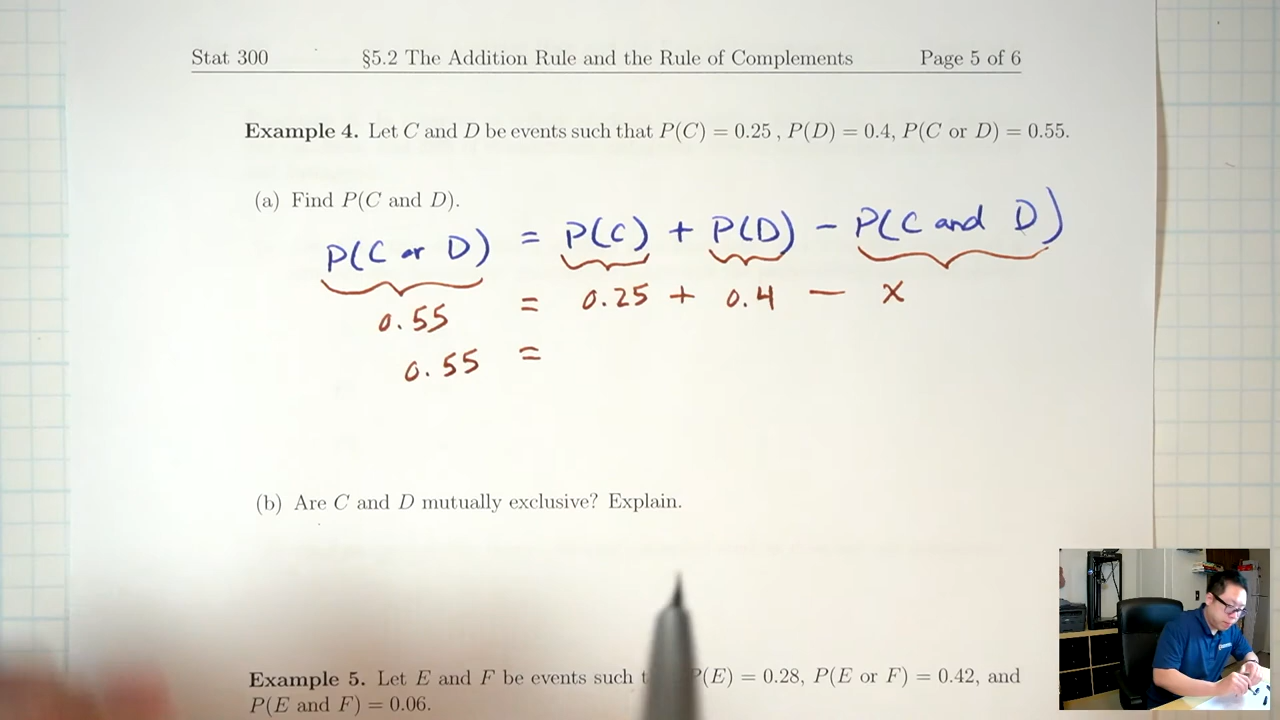 Stat 300 §5.2 The Addition Rule and the Rule of Complements Page 5 of 6
Example 4. Let C and D be events such that P(C) = 0.25 , P(D) = 0.4, P(C or D) = 0.55.
(a) Find P(C and D).
P(C or D) = P(C) + P(D) − P(C and D)
0.55 = 0.25 + 0.4 − x
0.55 =
(b) Are C and D mutually exclusive? Explain.
Example 5. Let E and F be events such P(E) = 0.28, P(E or F) = 0.42, and
P(E and F) = 0.06.